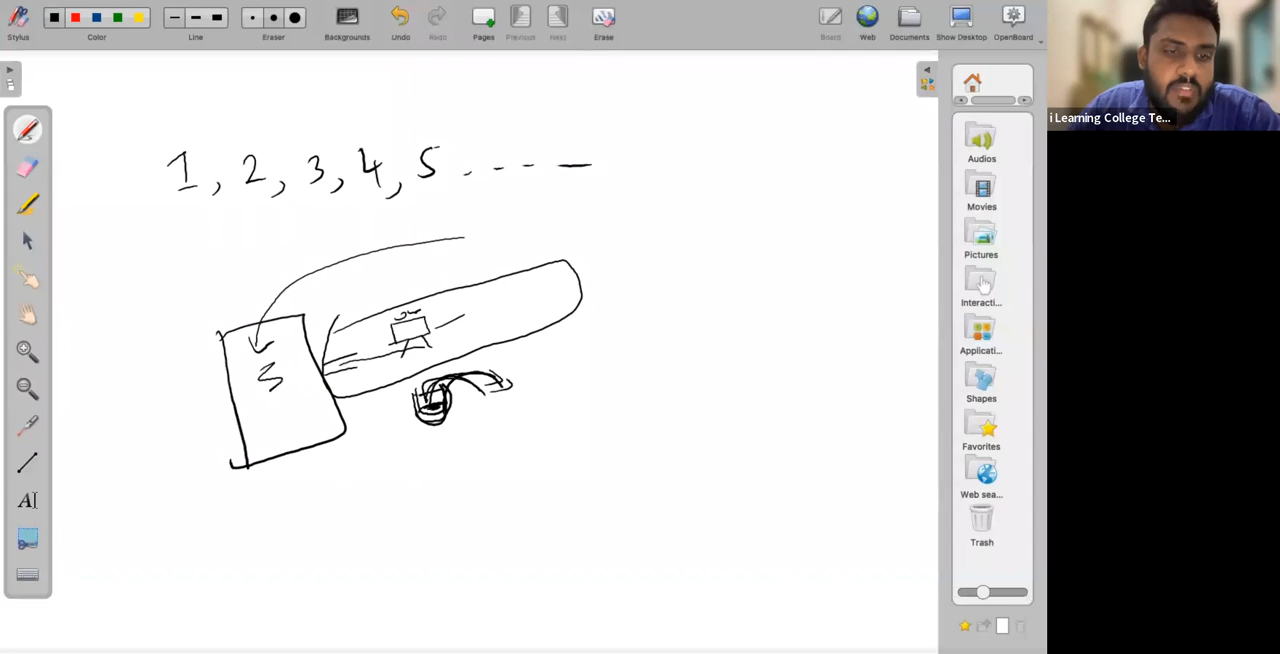 Stylus Color Line Eraser Backgrounds Undo Redo Pages Previous Next Erase Board Web Documents Show Desktop OpenBoard
i Learning College Te...
1, 2, 3, 4, 5 . - - —
Audios
Movies
Pictures
Interacti...
Applicati...
Shapes
Favorites
Web sea...
Trash